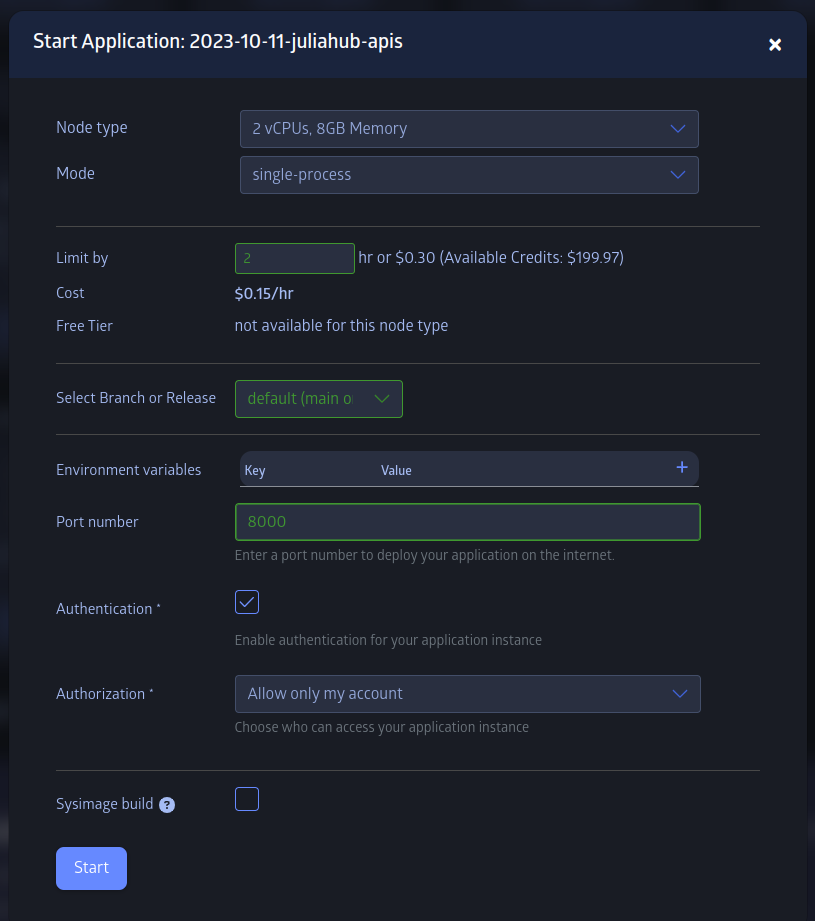 Start Application: 2023-10-11-juliahub-apis
Node type
2 vCPUs, 8GB Memory
Mode
single-process
Limit by
2 hr or $0.30 (Available Credits: $199.97)
Cost
$0.15/hr
Free Tier
not available for this node type
Select Branch or Release
default (main o
Environment variables
Key Value +
Port number
8000
Enter a port number to deploy your application on the internet.
Authentication *
Enable authentication for your application instance
Authorization *
Allow only my account
Choose who can access your application instance
Sysimage build ?
Start